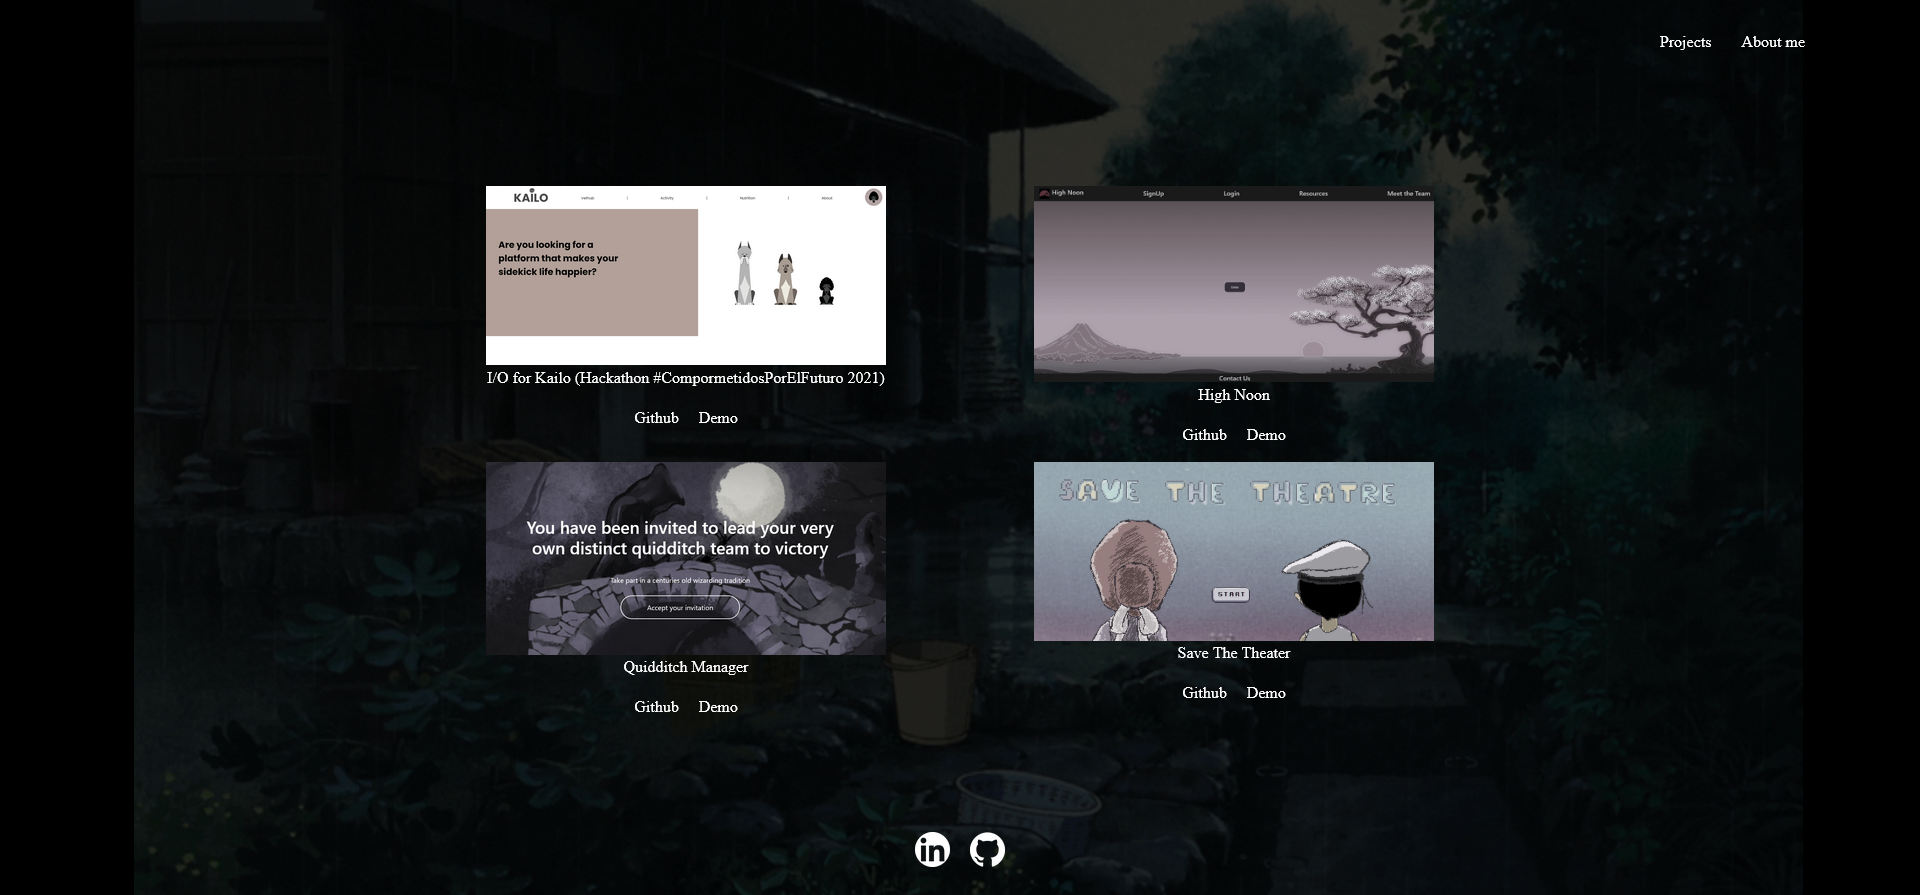 Projects
About me
KAILO
Activity
Nutrition
About
Are you looking for a
platform that makes your
sidekick life happier?
I/O for Kailo (Hackathon #CompormetidosPorElFuturo 2021)
Github
Demo
High Noon
SignUp
Login
Resources
Meet the Team
Contact Us
High Noon
Github
Demo
You have been invited to lead your very
own distinct quidditch team to victory
Take part in a centuries old wizarding tradition
Accept your invitation
Quidditch Manager
Github
Demo
SAVE THE THEATRE
START
Save The Theater
Github
Demo
in